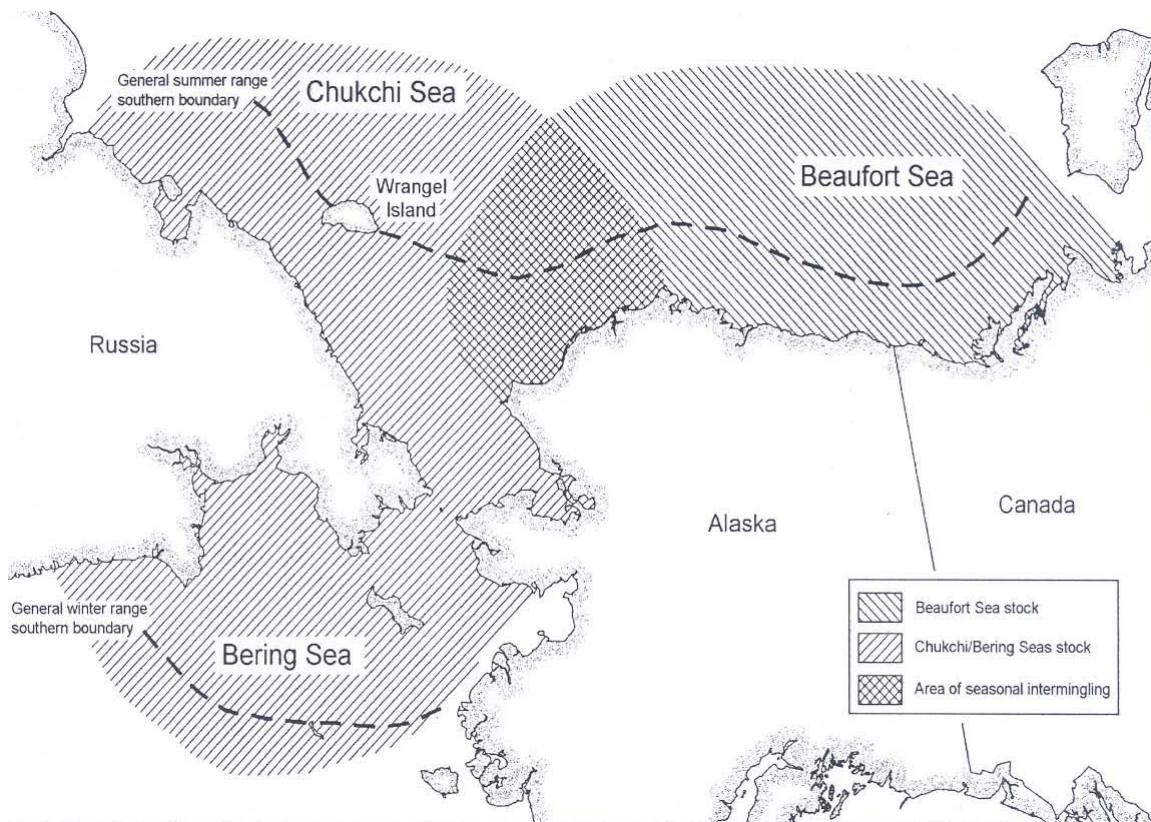 General summer range
southern boundary
Chukchi Sea
Beaufort Sea
Wrangel
Island
Russia
Alaska
Canada
General winter range
southern boundary
Bering Sea
Beaufort Sea stock
Chukchi/Bering Seas stock
Area of seasonal intermingling